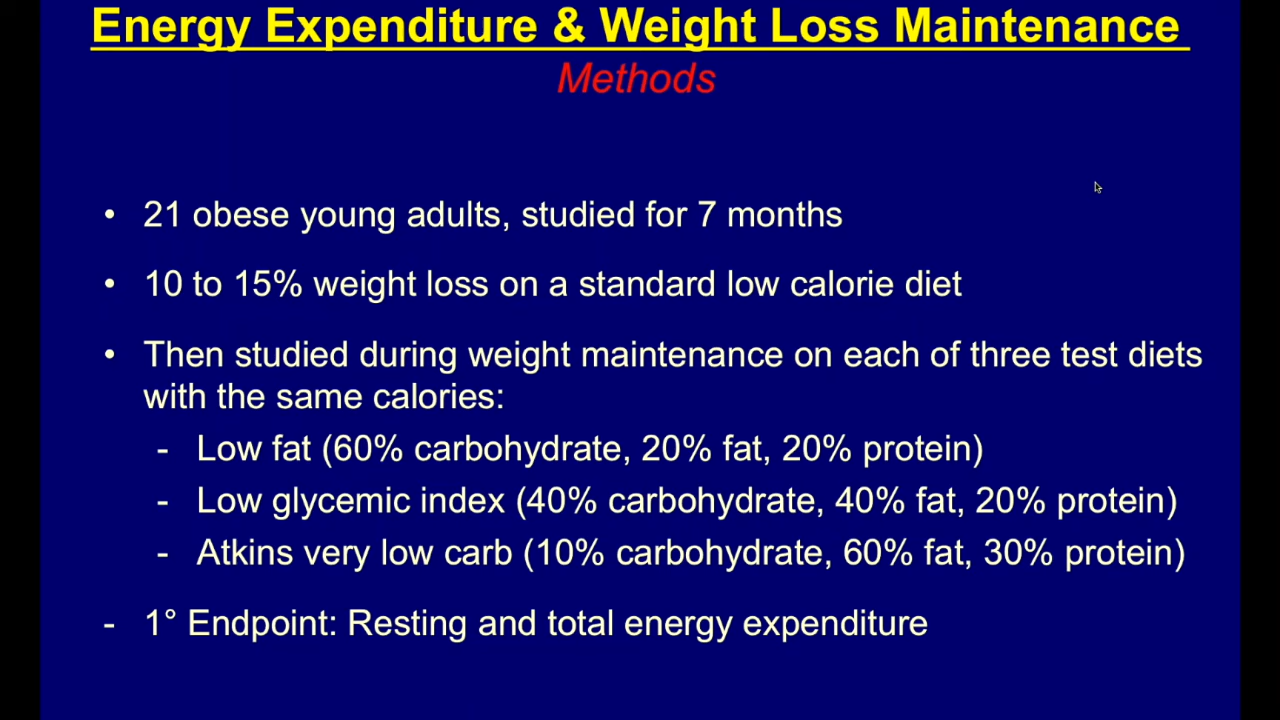 Energy Expenditure & Weight Loss Maintenance
Methods
• 21 obese young adults, studied for 7 months
• 10 to 15% weight loss on a standard low calorie diet
• Then studied during weight maintenance on each of three test diets
with the same calories:
- Low fat (60% carbohydrate, 20% fat, 20% protein)
- Low glycemic index (40% carbohydrate, 40% fat, 20% protein)
- Atkins very low carb (10% carbohydrate, 60% fat, 30% protein)
- 1° Endpoint: Resting and total energy expenditure